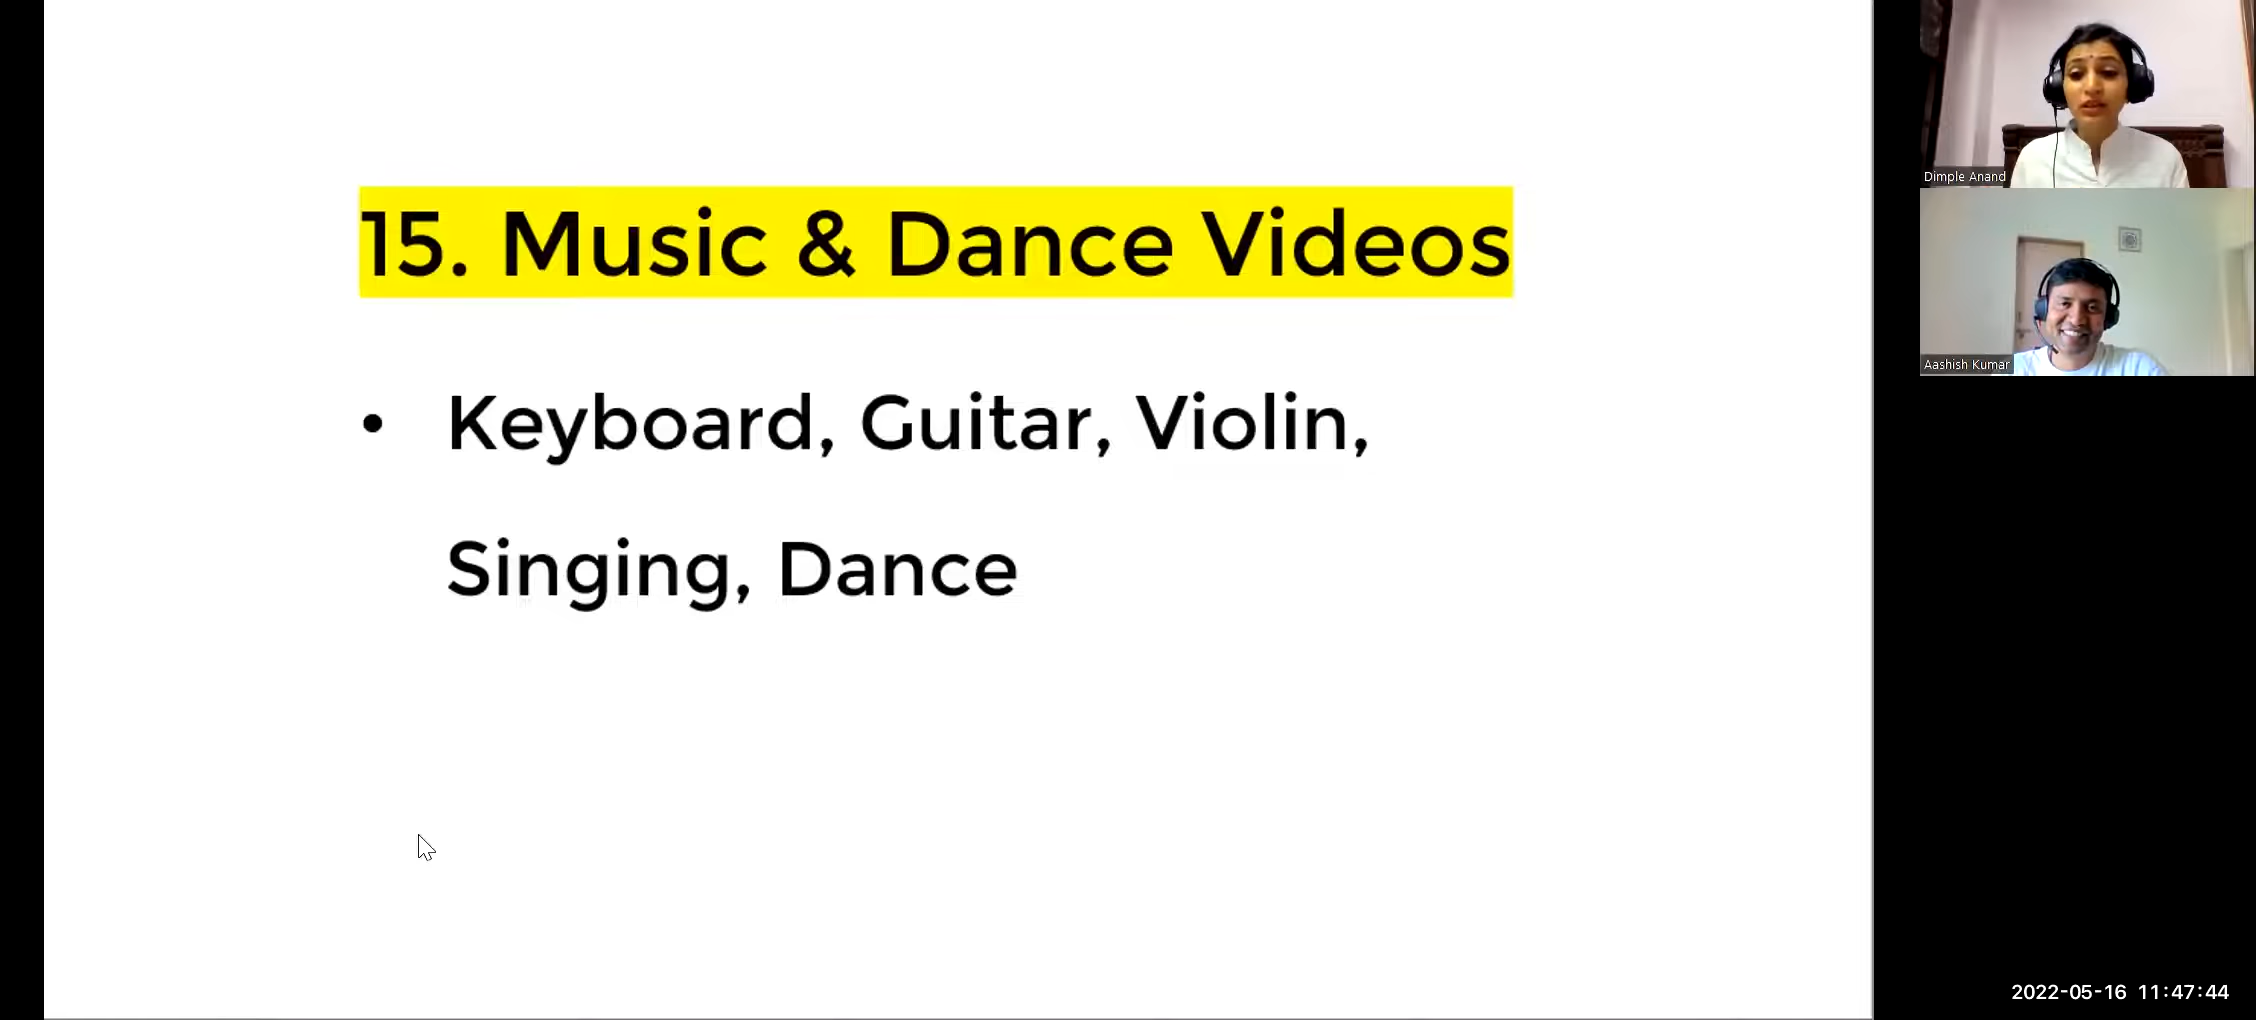 15. Music & Dance Videos
• Keyboard, Guitar, Violin,
Singing, Dance
Dimple Anand
Aashish Kumar
2022-05-16 11:47:44